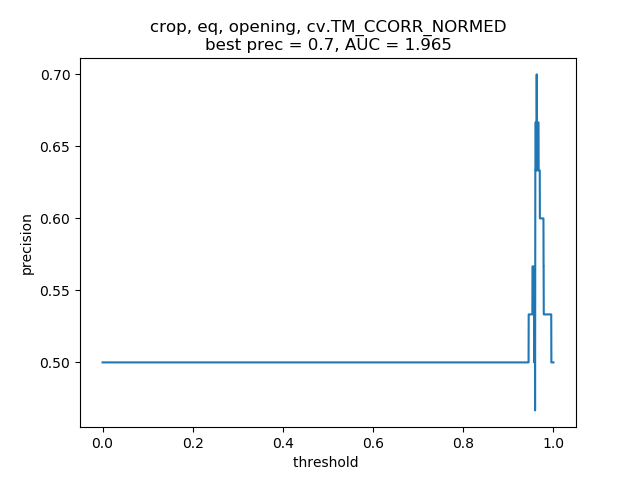 crop, eq, opening, cv.TM_CCORR_NORMED
best prec = 0.7, AUC = 1.965
0.70
0.65
0.60
0.55
0.50
precision
0.0 0.2 0.4 0.6 0.8 1.0
threshold